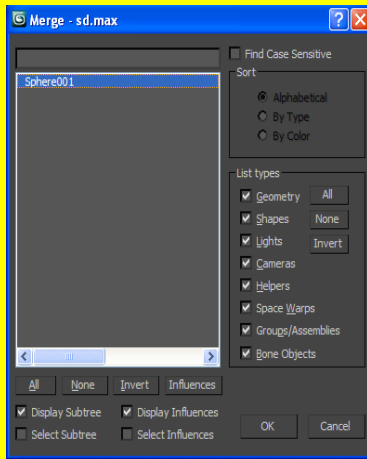 Merge - sd.max
Find Case Sensitive
Sphere001
Sort
Alphabetical
By Type
By Color
List types
Geometry All
Shapes None
Lights Invert
Cameras
Helpers
Space Warps
Groups/Assemblies
Bone Objects
All None Invert Influences
Display Subtree Display Influences
Select Subtree Select Influences
OK Cancel